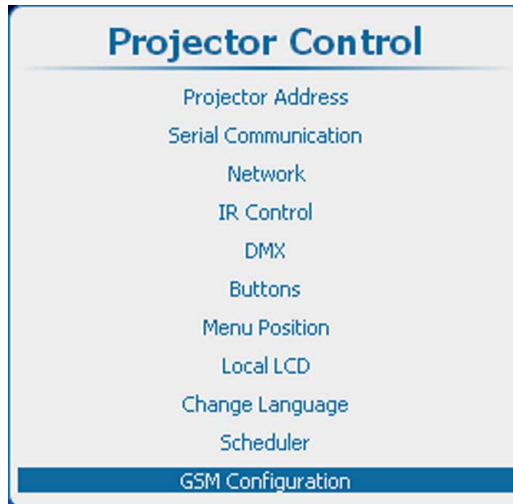 Projector Control
Projector Address
Serial Communication
Network
IR Control
DMX
Buttons
Menu Position
Local LCD
Change Language
Scheduler
GSM Configuration